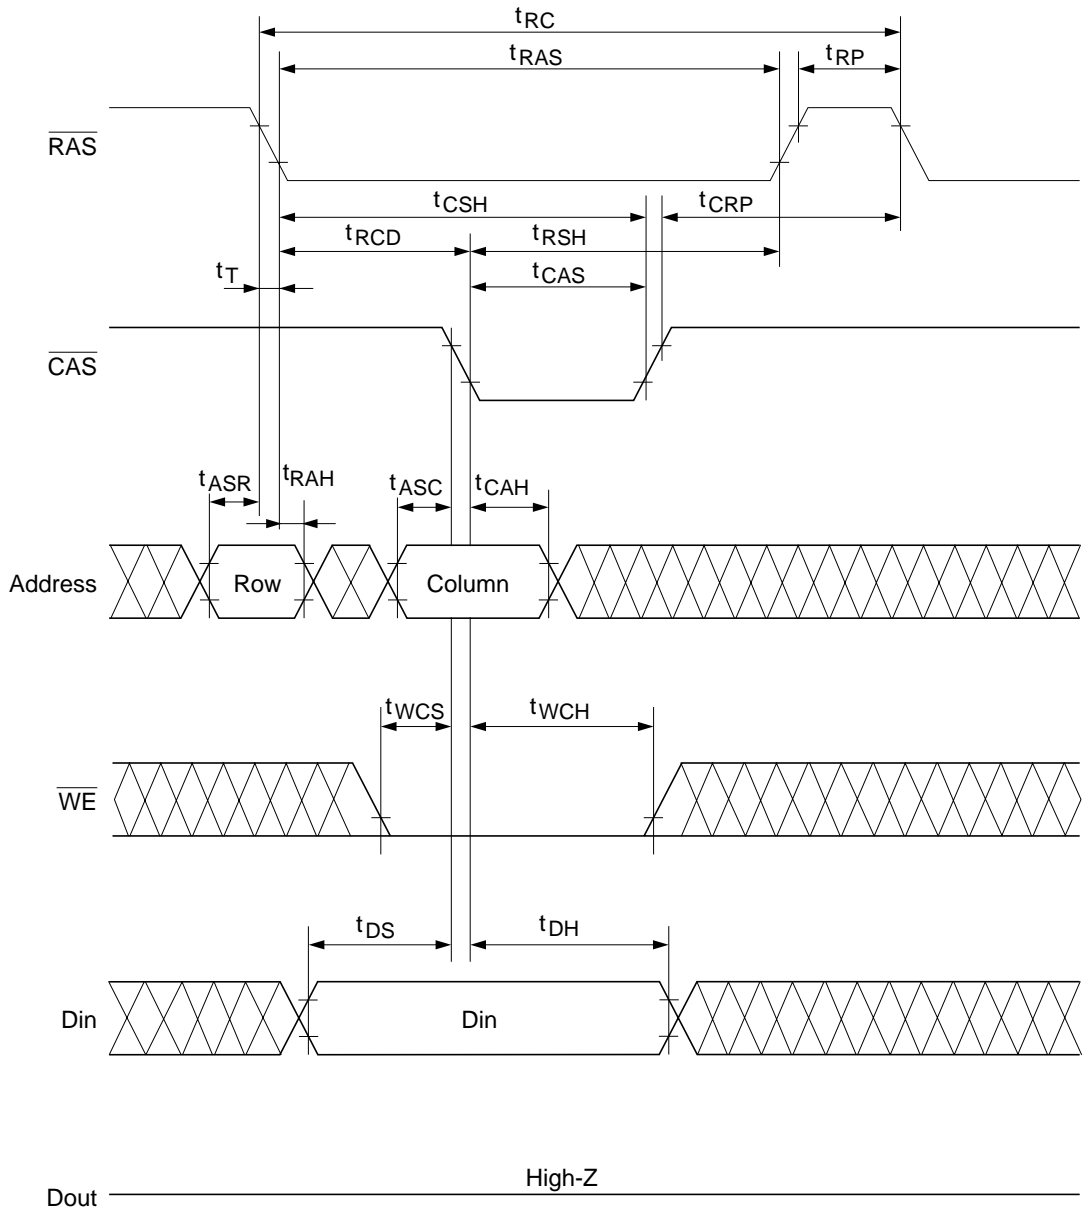 tRC
tRAS
tRP
RAS
tCSH
tCRP
tRCD
tRSH
tT
tCAS
CAS
tASR
tRAH
tASC
tCAH
Address
Row
Column
tWCS
tWCH
WE
tDS
tDH
Din
Din
High-Z
Dout